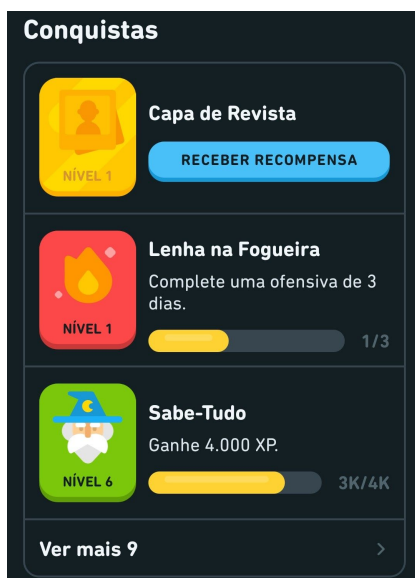 Conquistas
NÍVEL 1
Capa de Revista
RECEBER RECOMPENSA
NÍVEL 1
Lenha na Fogueira
Complete uma ofensiva de 3
dias.
1/3
NÍVEL 6
Sabe-Tudo
Ganhe 4.000 XP.
3K/4K
Ver mais 9